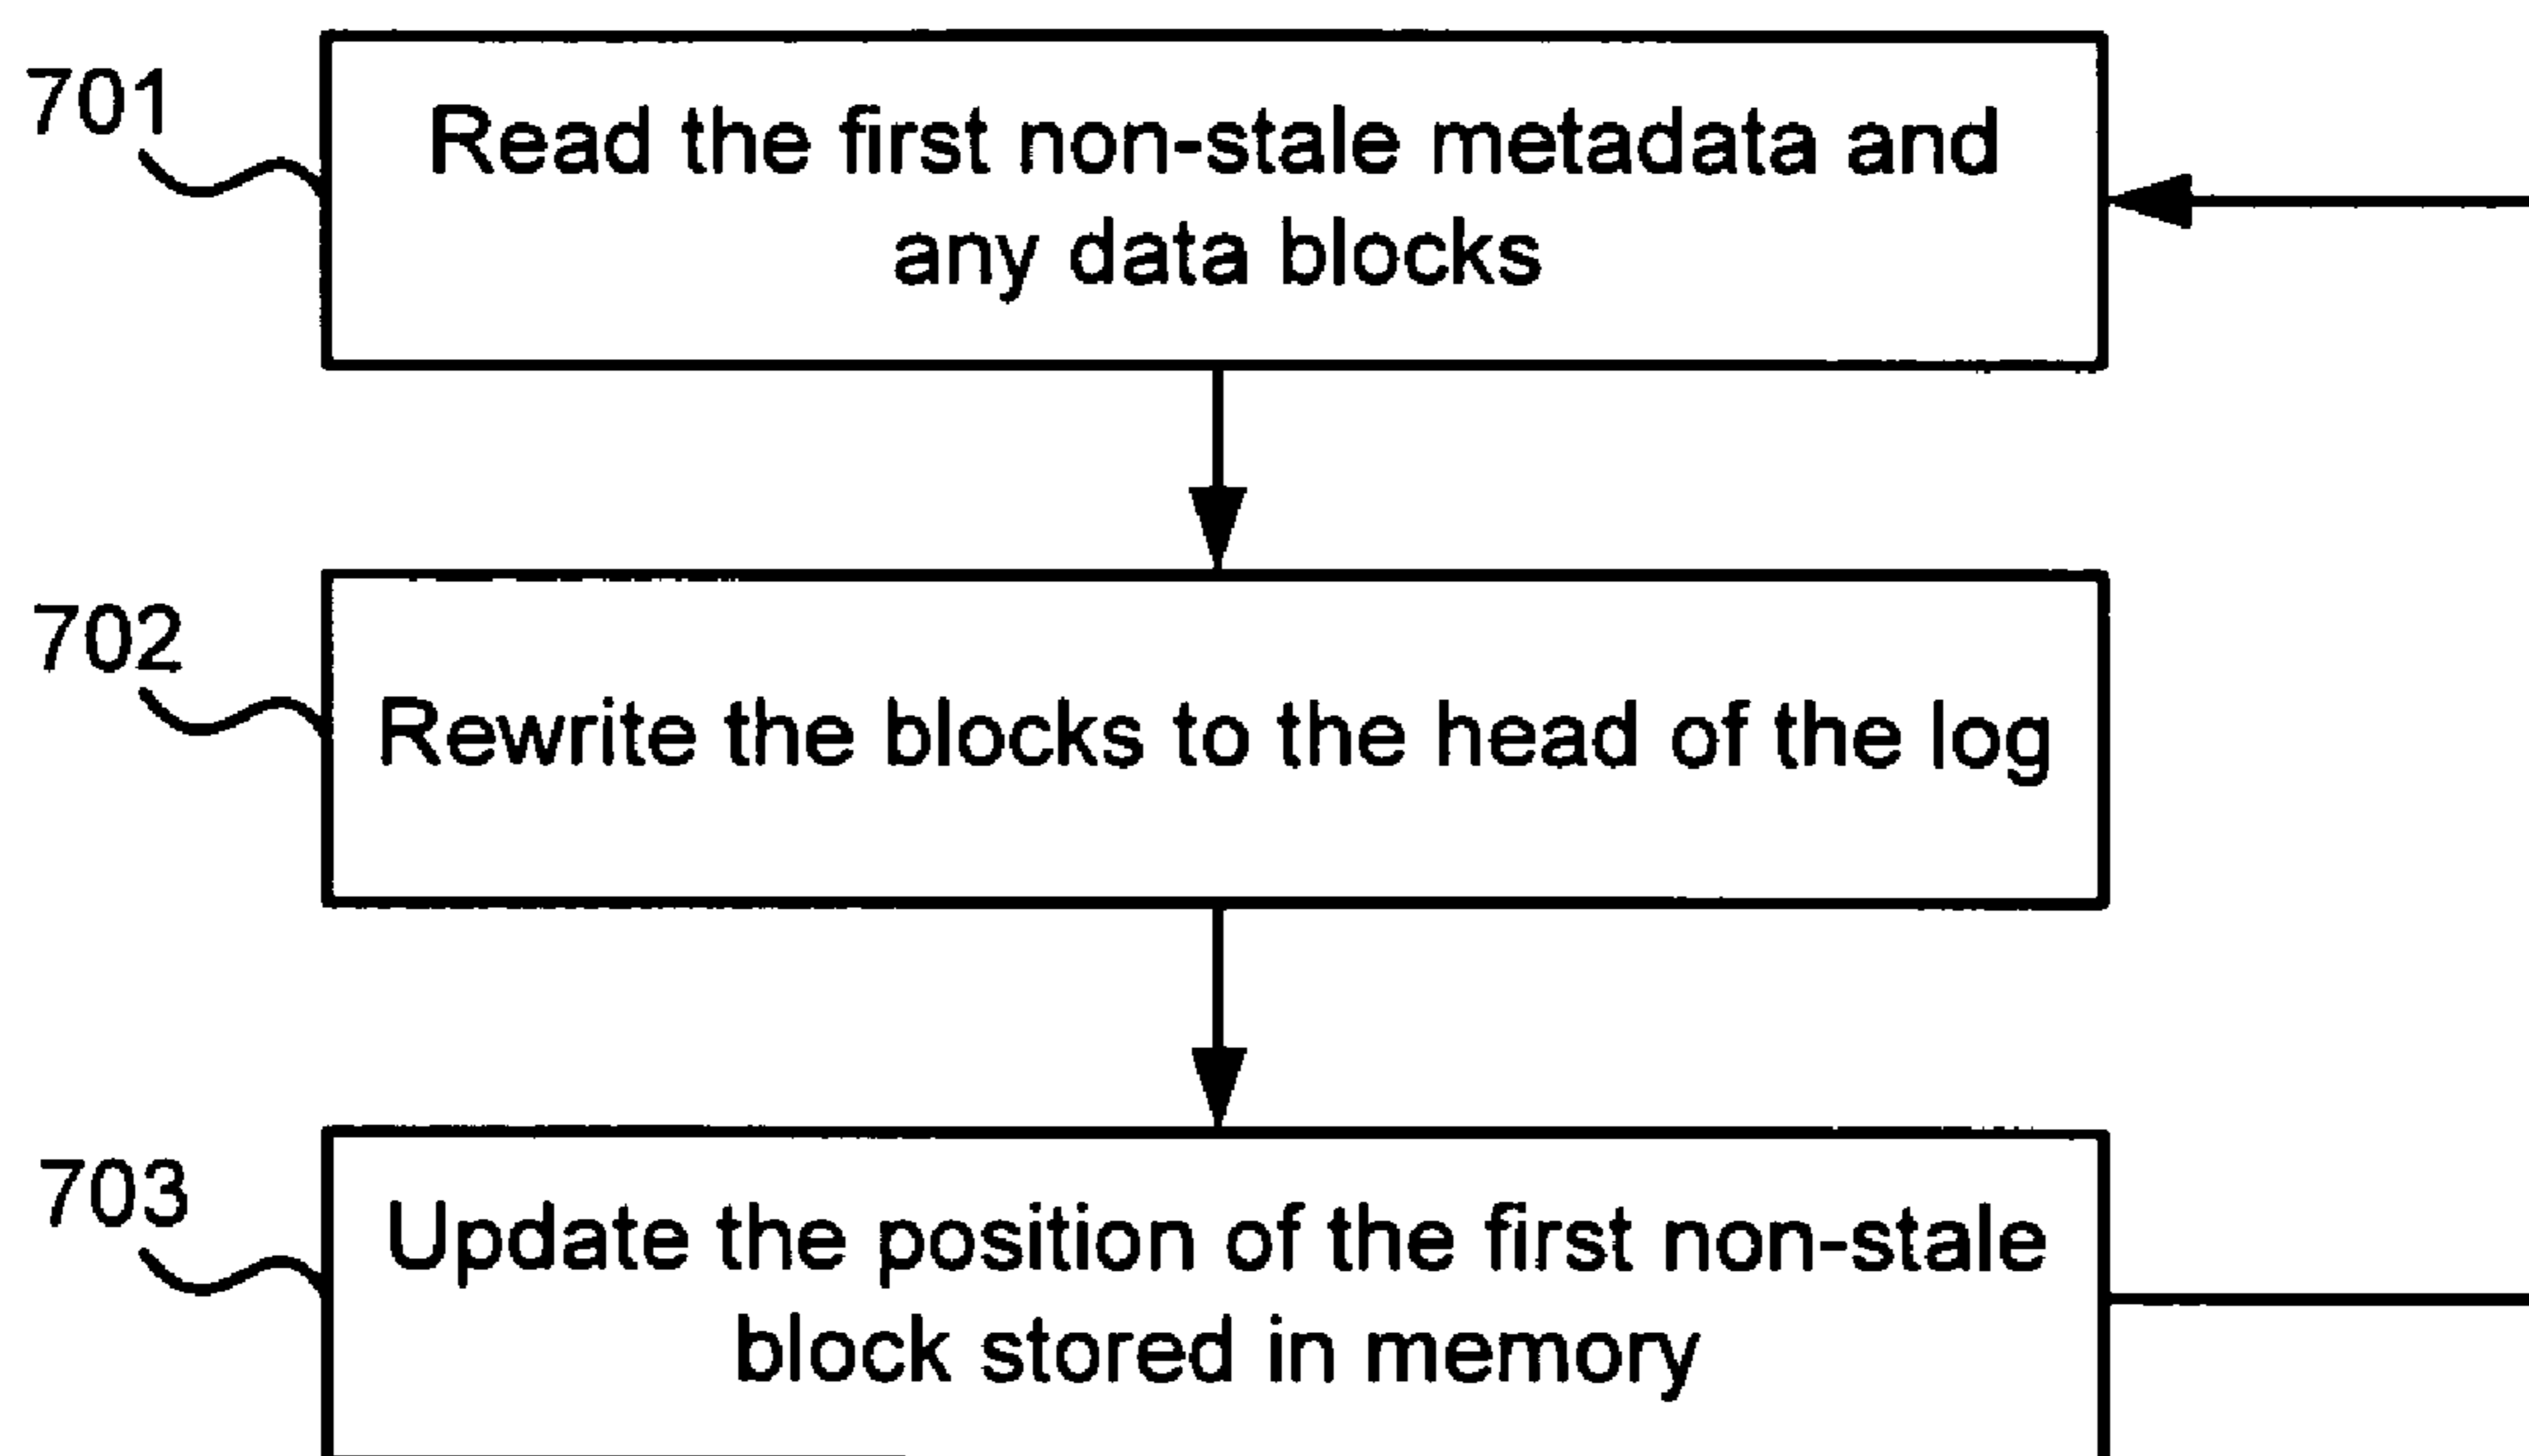 701
Read the first non-stale metadata and
any data blocks
702
Rewrite the blocks to the head of the log
703
Update the position of the first non-stale
block stored in memory